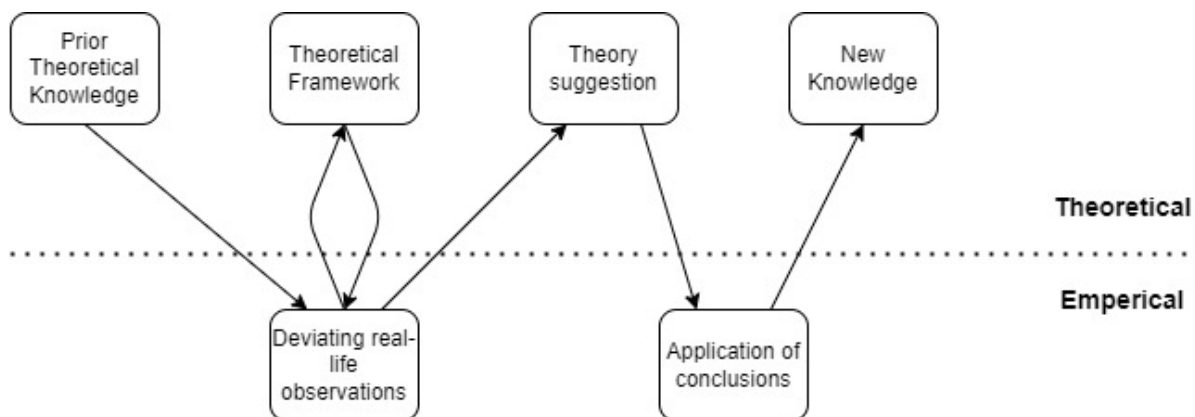 Prior
Theoretical
Knowledge
Theoretical
Framework
Theory
suggestion
New
Knowledge
Theoretical
Emperical
Deviating real-
life
observations
Application of
conclusions